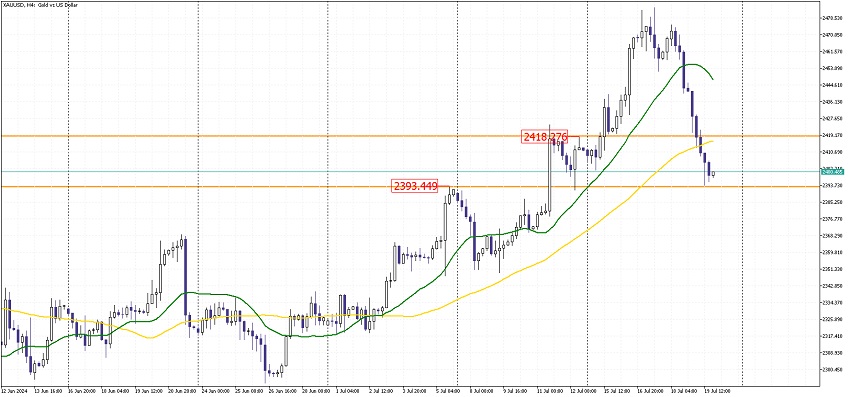 XAUUSD, H4: Gold vs US Dollar
2478.530
2470.050
2461.570
2453.090
2444.610
2436.130
2427.650
2419.170
2418.276
2410.690
2400.485
2393.730
2393.449
2385.250
2376.770
2368.290
2359.810
2351.330
2342.850
2334.370
2325.890
2317.410
2308.930
2300.450
12 Jun 2024
13 Jun 16:00
16 Jun 20:00
18 Jun 04:00
19 Jun 12:00
20 Jun 20:00
24 Jun 00:00
25 Jun 08:00
26 Jun 16:00
28 Jun 00:00
1 Jul 04:00
2 Jul 12:00
3 Jul 20:00
5 Jul 04:00
8 Jul 08:00
9 Jul 16:00
11 Jul 00:00
12 Jul 08:00
15 Jul 12:00
16 Jul 20:00
18 Jul 04:00
19 Jul 12:00